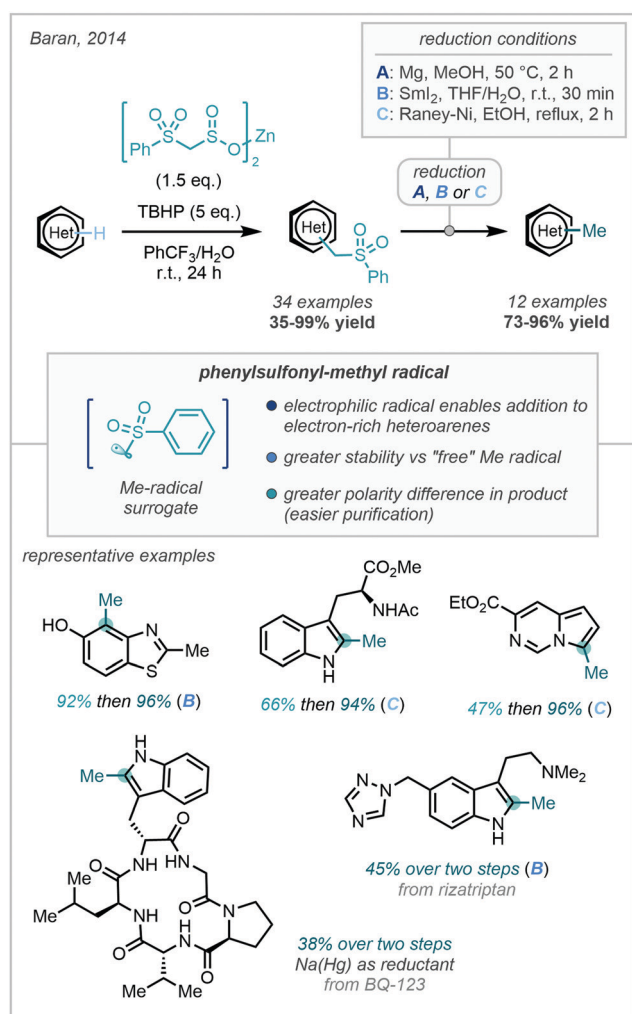 Baran, 2014
reduction conditions
A: Mg, MeOH, 50 °C, 2 h
B: SmI2, THF/H2O, r.t., 30 min
C: Raney-Ni, EtOH, reflux, 2 h
O O O
Ph S S O Zn
2
(1.5 eq.)
TBHP (5 eq.)
PhCF3/H2O
r.t., 24 h
Het H
Het O S O Ph
reduction
A, B or C
Het Me
34 examples
35-99% yield
12 examples
73-96% yield
phenylsulfonyl-methyl radical
O O
S
Me-radical
surrogate
electrophilic radical enables addition to
electron-rich heteroarenes
greater stability vs "free" Me radical
greater polarity difference in product
(easier purification)
representative examples
Me
HO N
Me
S
92% then 96% (B)
CO2Me
NHAc
Me
N
H
66% then 94% (C)
EtO2C
N N
Me
47% then 96% (C)
H
N
Me
O
NH HN
O
O N
Me
Me NH H
N
O O
Me Me
38% over two steps
Na(Hg) as reductant
from BQ-123
NMe2
N N
N
Me
N
H
45% over two steps (B)
from rizatriptan